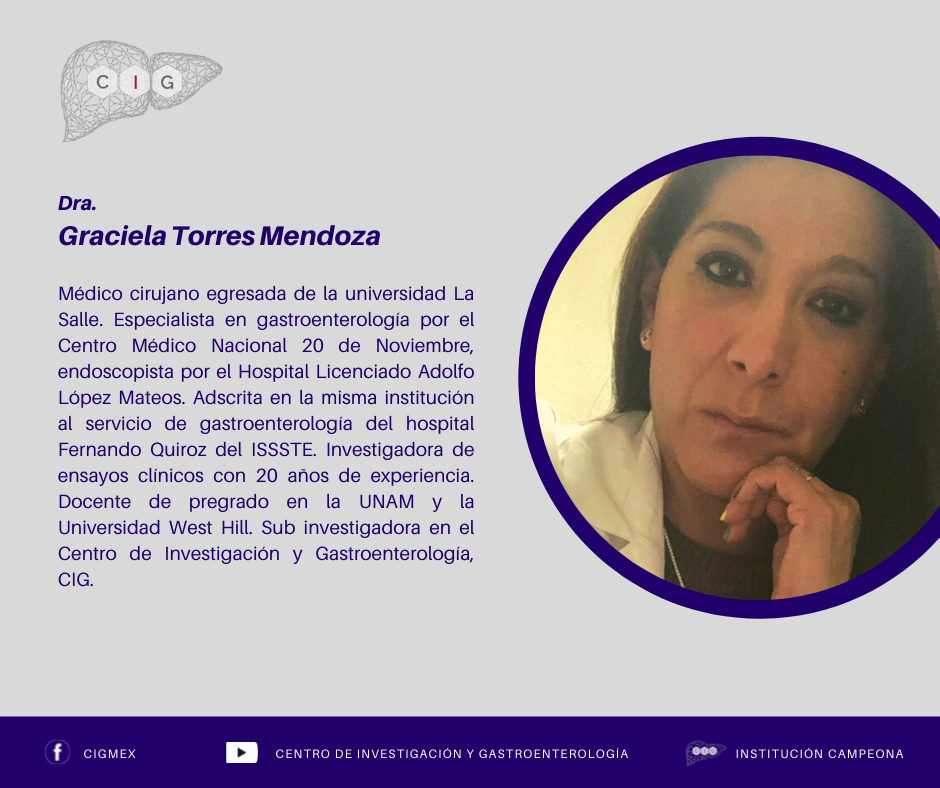 C I G
Dra.
Graciela Torres Mendoza
Médico cirujano egresada de la universidad La
Salle. Especialista en gastroenterología por el
Centro Médico Nacional 20 de Noviembre,
endoscopista por el Hospital Licenciado Adolfo
López Mateos. Adscrita en la misma institución
al servicio de gastroenterología del hospital
Fernando Quiroz del ISSSTE. Investigadora de
ensayos clínicos con 20 años de experiencia.
Docente de pregrado en la UNAM y la
Universidad West Hill. Sub investigadora en el
Centro de Investigación y Gastroenterología,
CIG.
CIGMEX
CENTRO DE INVESTIGACIÓN Y GASTROENTEROLOGÍA
CIG
INSTITUCIÓN CAMPEONA